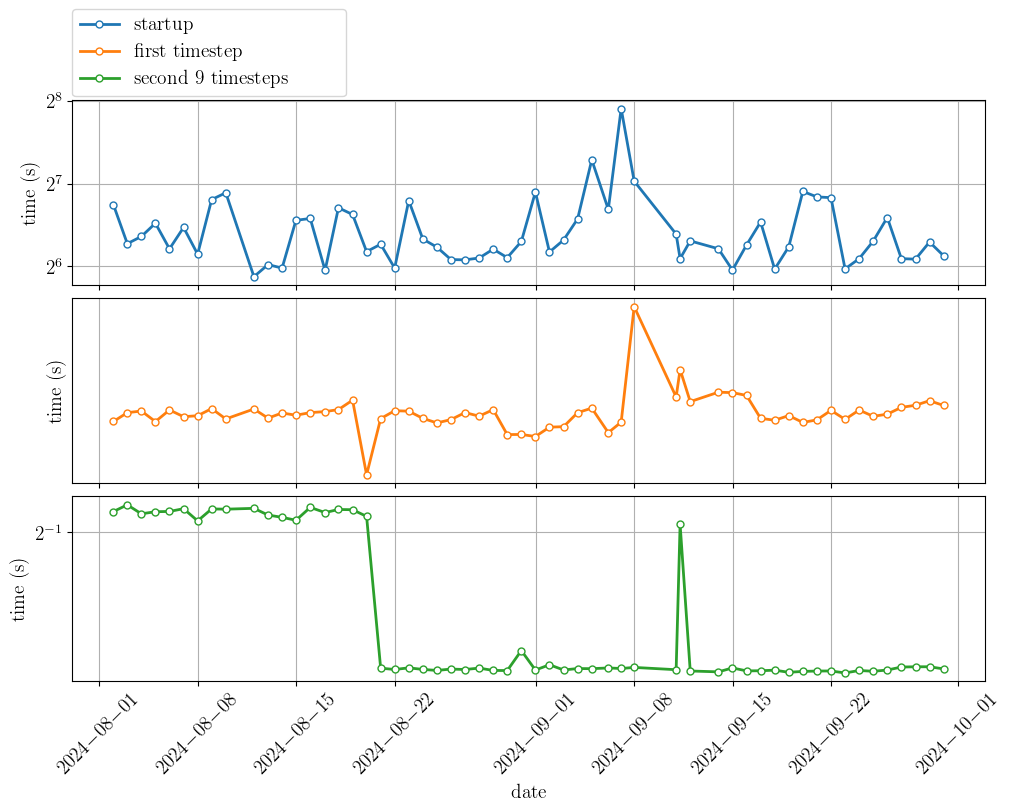 startup
first timestep
second 9 timesteps
2^8
2^7
2^6
time (s)
time (s)
2^−1
time (s)
2024−08−01
2024−08−08
2024−08−15
2024−08−22
2024−09−01
2024−09−08
2024−09−15
2024−09−22
2024−10−01
date